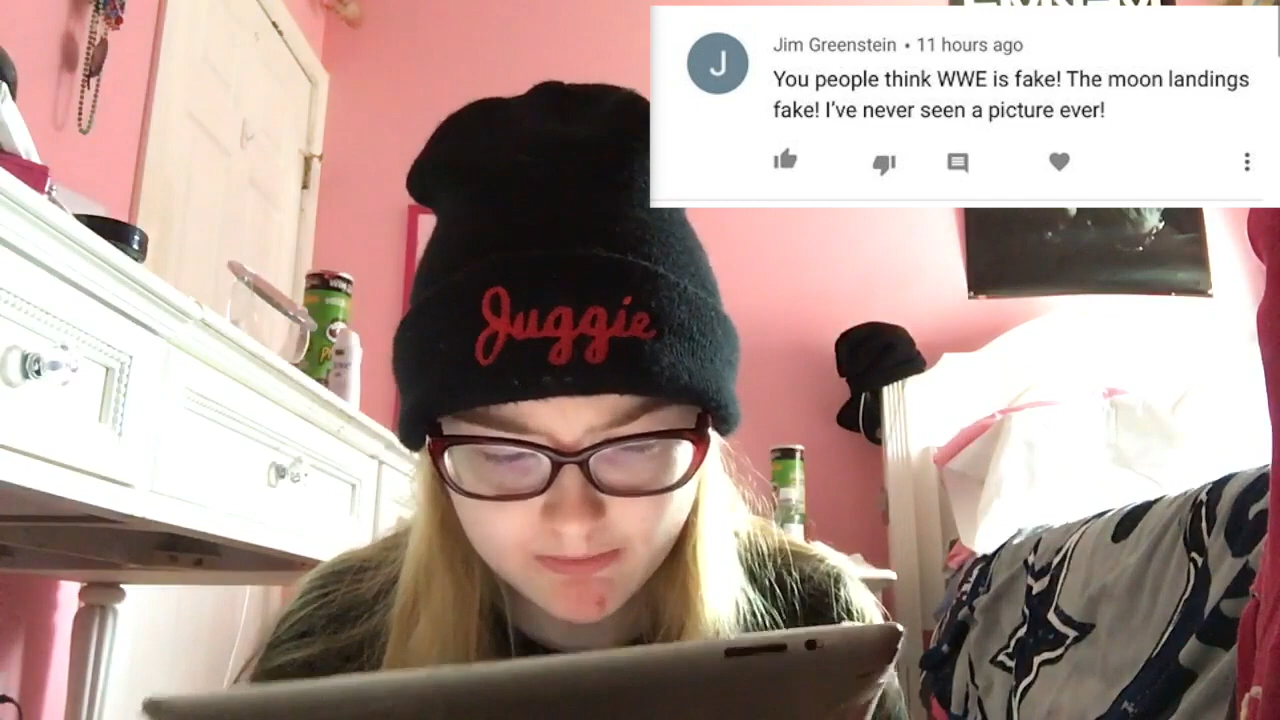 J
Jim Greenstein • 11 hours ago
You people think WWE is fake! The moon landings
fake! I've never seen a picture ever!
Juggie